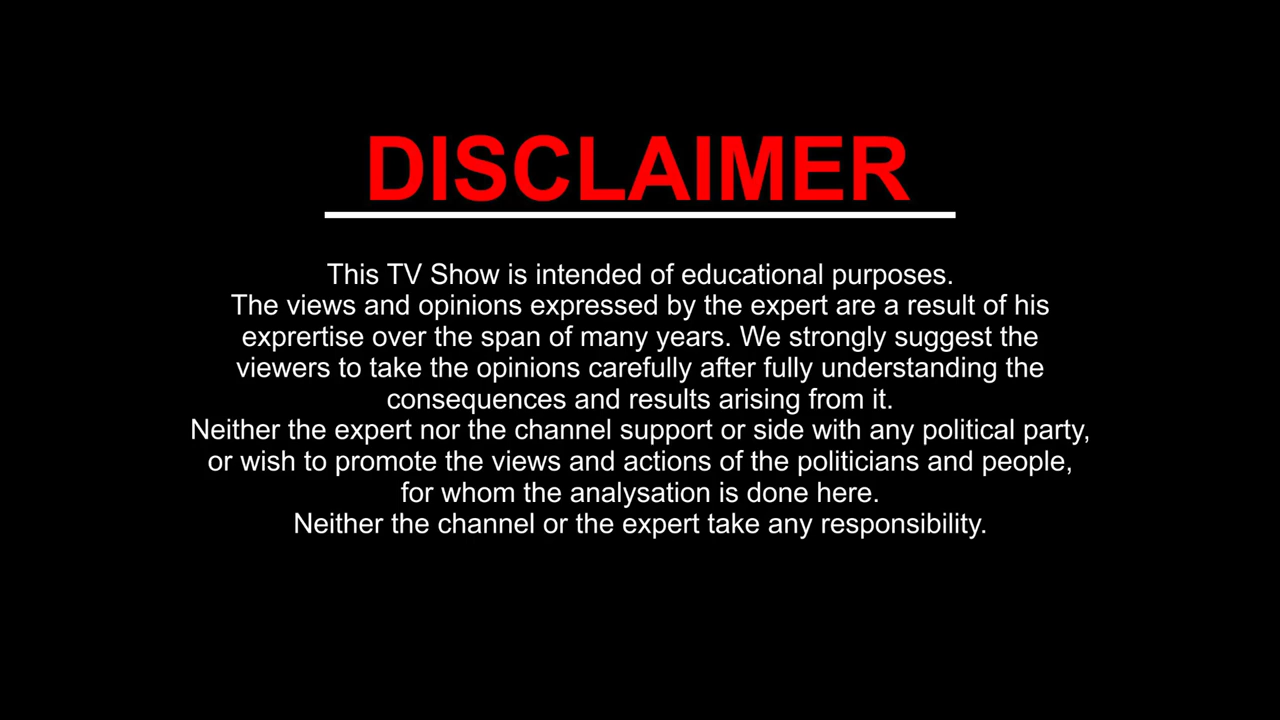 DISCLAIMER
This TV Show is intended of educational purposes.
The views and opinions expressed by the expert are a result of his
exprertise over the span of many years. We strongly suggest the
viewers to take the opinions carefully after fully understanding the
consequences and results arising from it.
Neither the expert nor the channel support or side with any political party,
or wish to promote the views and actions of the politicians and people,
for whom the analysation is done here.
Neither the channel or the expert take any responsibility.